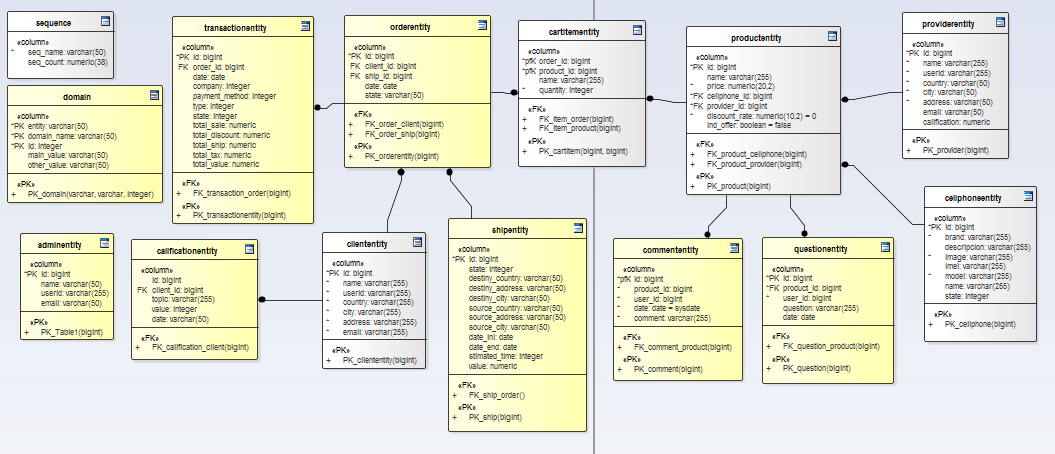 sequence
«column»
* seq_name: varchar(50)
seq_count: numeric(38)
domain
«column»
*PK entity: varchar(50)
*PK domain_name: varchar(50)
*PK id: integer
main_value: varchar(50)
other_value: varchar(50)
«PK»
+ PK_domain(varchar, varchar, integer)
transactionentity
«column»
*PK id: bigint
FK order_id: bigint
date: date
company: integer
payment_method: integer
type: integer
state: integer
total_sale: numeric
total_discount: numeric
total_ship: numeric
total_tax: numeric
total_value: numeric
«FK»
+ FK_transaction_order(bigint)
«PK»
+ PK_transactionentity(bigint)
orderentity
«column»
*PK id: bigint
FK client_id: bigint
FK ship_id: bigint
date: date
state: varchar(50)
«FK»
+ FK_order_client(bigint)
+ FK_order_ship(bigint)
«PK»
+ PK_orderentity(bigint)
cartitementity
«column»
*pfK order_id: bigint
*pfK product_id: bigint
name: varchar(255)
* quantity: integer
«FK»
+ FK_item_order(bigint)
+ FK_item_product(bigint)
«PK»
+ PK_cartitem(bigint, bigint)
productentity
«column»
*PK id: bigint
name: varchar(255)
* price: numeric(20,2)
*FK cellphone_id: bigint
*FK provider_id: bigint
* discount_rate: numeric(10,2) = 0
ind_offer: boolean = false
«FK»
+ FK_product_cellphone(bigint)
+ FK_product_provider(bigint)
«PK»
+ PK_product(bigint)
providerentity
«column»
*PK id: bigint
* name: varchar(255)
* userid: varchar(255)
* country: varchar(50)
* city: varchar(50)
* address: varchar(50)
* email: varchar(50)
calification: numeric
«PK»
+ PK_provider(bigint)
adminentity
«column»
*PK id: bigint
name: varchar(50)
userid: varchar(255)
email: varchar(50)
«PK»
+ PK_Table1(bigint)
calificationentity
«column»
id: bigint
FK client_id: bigint
topic: varchar(255)
value: integer
date: varchar(50)
«FK»
+ FK_calification_client(bigint)
cliententity
«column»
*PK id: bigint
* name: varchar(255)
* userid: varchar(255)
* country: varchar(255)
* city: varchar(255)
* address: varchar(255)
* email: varchar(255)
«PK»
+ PK_cliententity(bigint)
shipentity
«column»
*PK id: bigint
state: integer
destiny_country: varchar(50)
destiny_address: varchar(50)
destiny_city: varchar(50)
source_country: varchar(50)
source_address: varchar(50)
source_city: varchar(50)
date_ini: date
date_end: date
stimated_time: integer
value: numeric
«FK»
+ FK_ship_order()
«PK»
+ PK_ship(bigint)
commententity
«column»
*pfK id: bigint
* product_id: bigint
* user_id: bigint
* date: date = sysdate
* comment: varchar(255)
«FK»
+ FK_comment_product(bigint)
«PK»
+ PK_comment(bigint)
questionentity
«column»
*PK id: bigint
*FK product_id: bigint
* user_id: bigint
question: varchar(255)
date: date
«FK»
+ FK_question_product(bigint)
«PK»
+ PK_question(bigint)
cellphoneentity
«column»
*PK id: bigint
* brand: varchar(255)
descripcion: varchar(255)
* image: varchar(255)
imei: varchar(255)
* model: varchar(255)
name: varchar(255)
state: integer
«PK»
+ PK_cellphone(bigint)